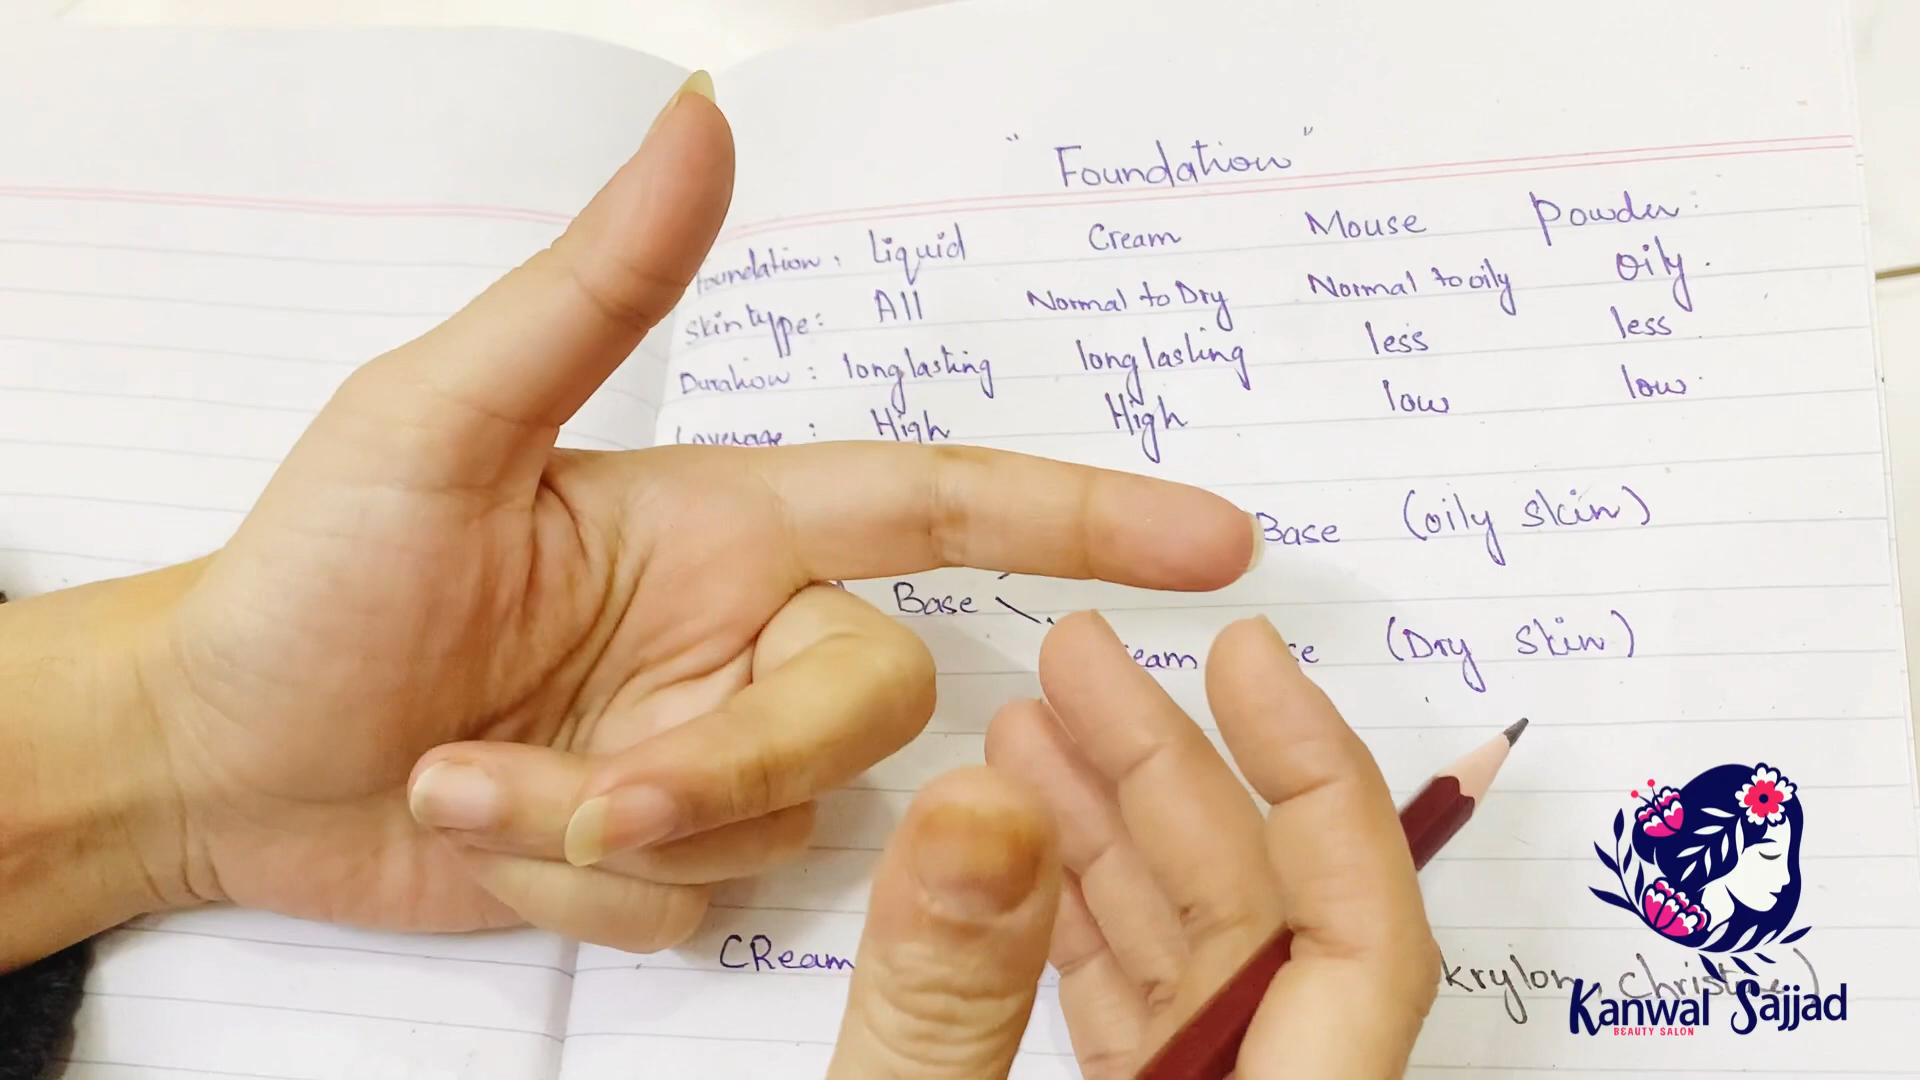 " Foundation "
Foundation : Liquid Cream Mouse Powder
Skin type : All Normal to Dry Normal to oily oily
Duration : long lasting long lasting less less
Coverage : High High low low
Base (oily skin)
Base
(Dry skin)
CReam
krylon, christine)
Kanwal Sajjad
BEAUTY SALON